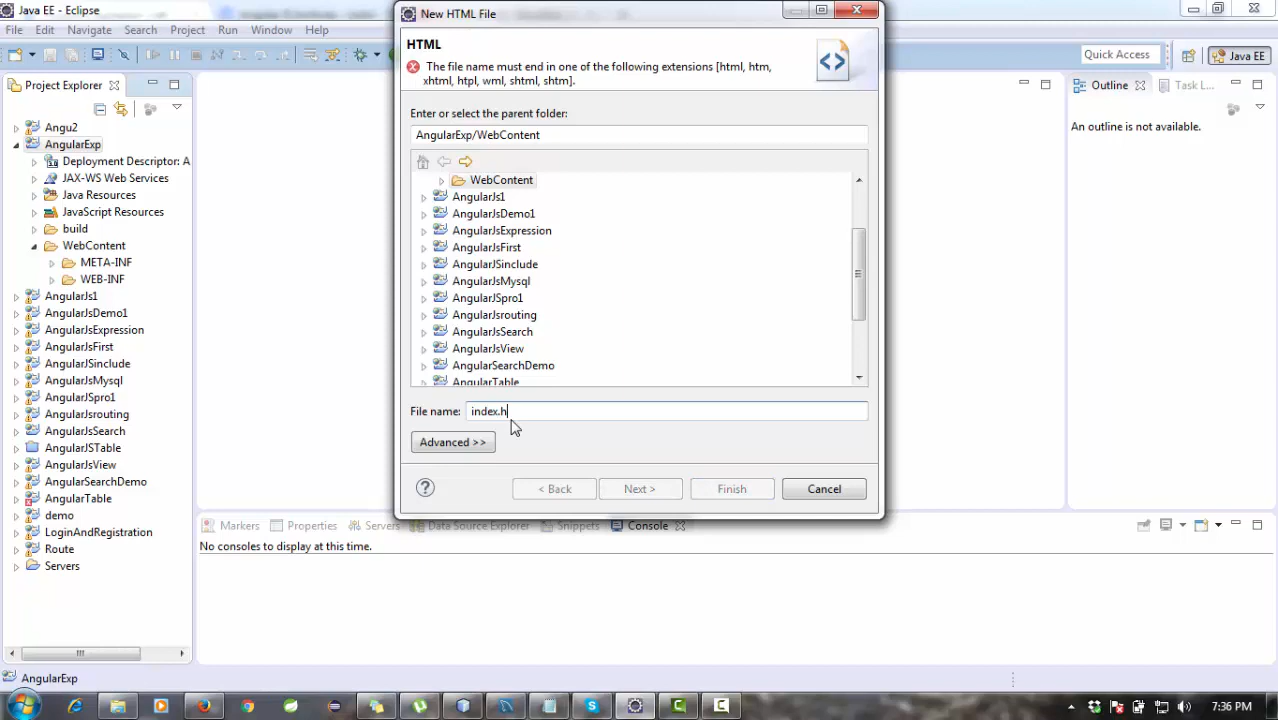 Java EE - Eclipse
File Edit Navigate Search Project Run Window Help
Quick Access
Java EE
Project Explorer
Angu2
AngularExp
Deployment Descriptor: A
JAX-WS Web Services
Java Resources
JavaScript Resources
build
WebContent
META-INF
WEB-INF
AngularJs1
AngularJsDemo1
AngularJsExpression
AngularJsFirst
AngularJSinclude
AngularJsMysql
AngularJSpro1
AngularJsrouting
AngularJsSearch
AngularJSTable
AngularJsView
AngularSearchDemo
AngularTable
demo
LoginAndRegistration
Route
Servers
New HTML File
HTML
The file name must end in one of the following extensions [html, htm,
xhtml, htpl, wml, shtml, shtm].
Enter or select the parent folder:
AngularExp/WebContent
WebContent
AngularJs1
AngularJsDemo1
AngularJsExpression
AngularJsFirst
AngularJSinclude
AngularJsMysql
AngularJSpro1
AngularJsrouting
AngularJsSearch
AngularJsView
AngularSearchDemo
AngularTable
File name: index.h
Advanced >>
< Back Next > Finish Cancel
Outline Task L...
An outline is not available.
Markers Properties Servers Data Source Explorer Snippets Console
No consoles to display at this time.
AngularExp
7:36 PM